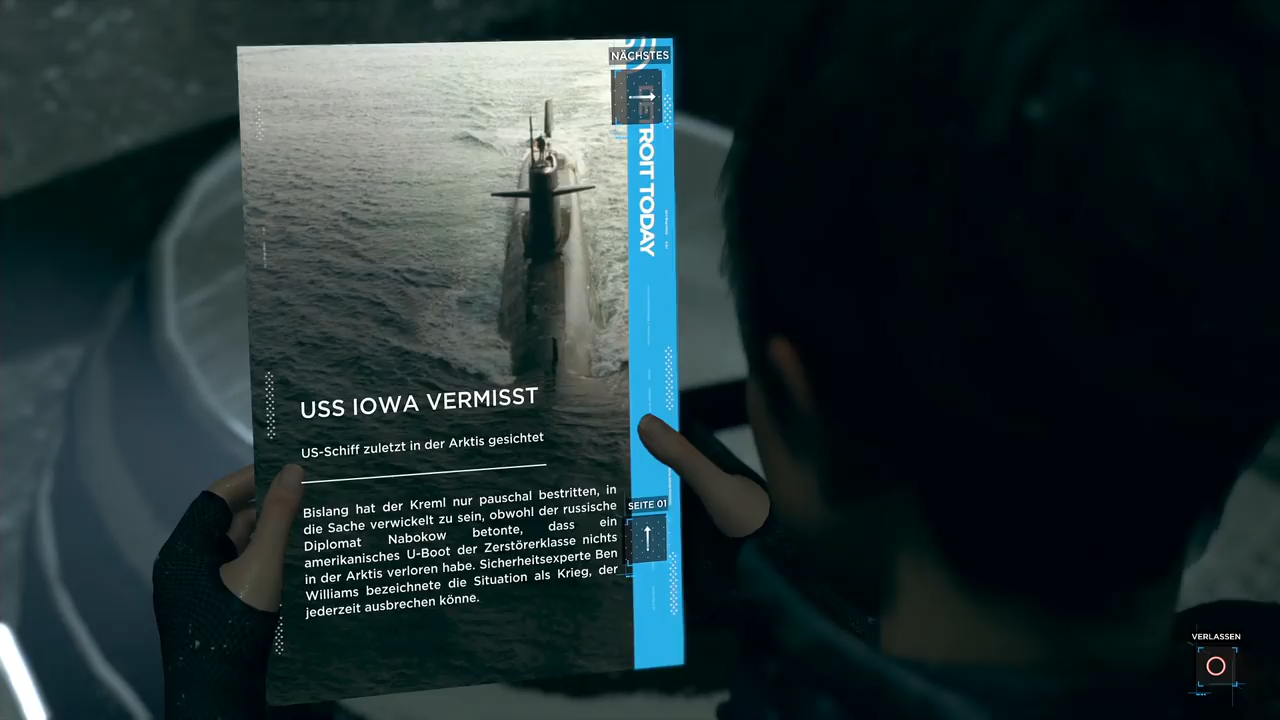 NÄCHSTES
DETROIT TODAY
USS IOWA VERMISST
US-Schiff zuletzt in der Arktis gesichtet
Bislang hat der Kreml nur pauschal bestritten, in
die Sache verwickelt zu sein, obwohl der russische
Diplomat Nabokow betonte, dass ein
amerikanisches U-Boot der Zerstörerklasse nichts
in der Arktis verloren habe. Sicherheitsexperte Ben
Williams bezeichnete die Situation als Krieg, der
jederzeit ausbrechen könne.
SEITE 01
VERLASSEN